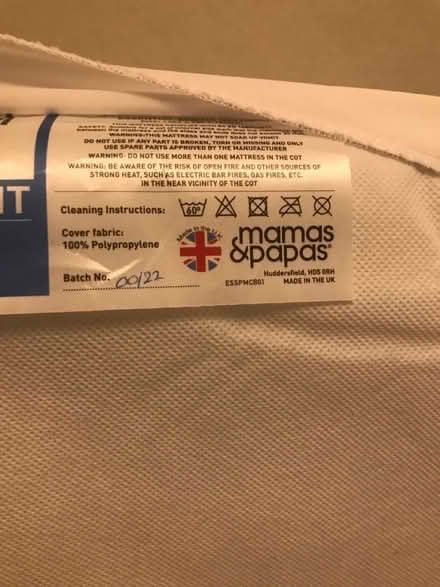 WARNING: THIS MATTRESS MAY NOT SOAK UP VOMIT
DO NOT USE IF ANY PART IS BROKEN, TORN OR MISSING AND ONLY
USE SPARE PARTS APPROVED BY THE MANUFACTURER
WARNING: DO NOT USE MORE THAN ONE MATTRESS IN THE COT
WARNING: BE AWARE OF THE RISK OF OPEN FIRE AND OTHER SOURCES OF
STRONG HEAT, SUCH AS ELECTRIC BAR FIRES, GAS FIRES, ETC.
IN THE NEAR VICINITY OF THE COT
IT
Cleaning Instructions: 60°
Cover fabric:
100% Polypropylene
Made in the U.K.
mamas
&papas®
Batch No. 00/22
Huddersfield, HD5 0RH
ESSPMCB01 MADE IN THE UK